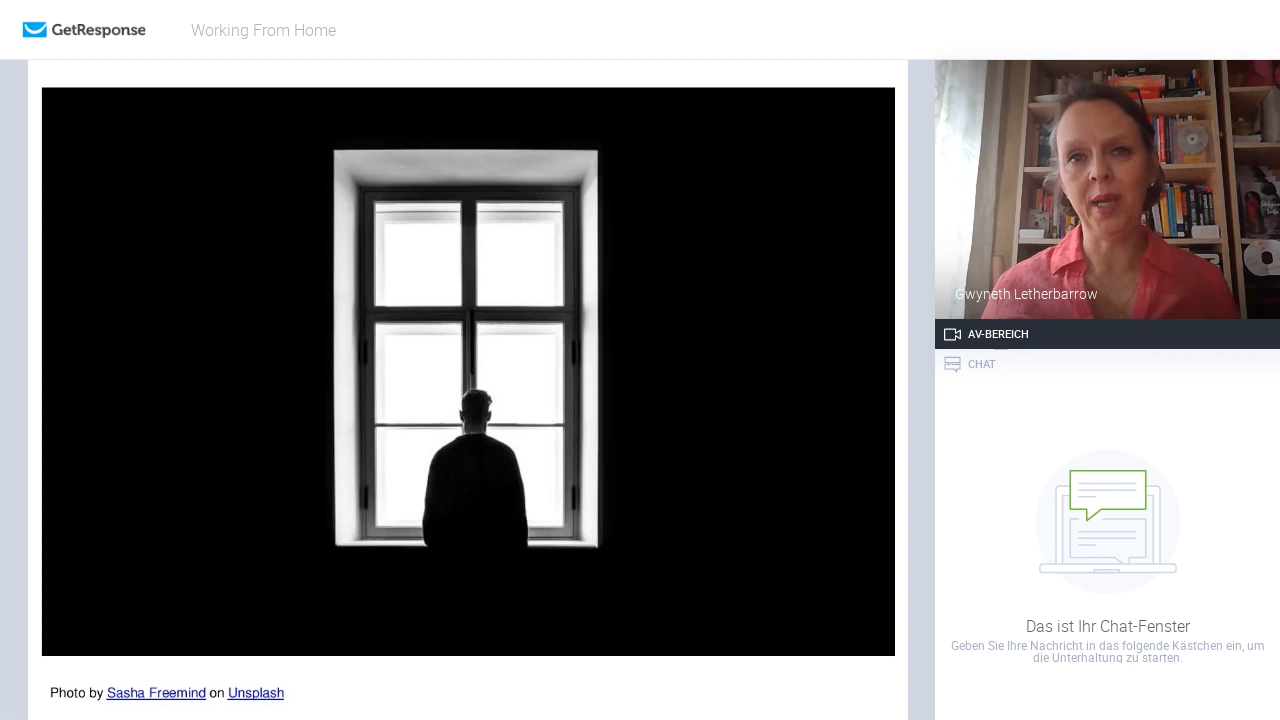 GetResponse
Working From Home
Gwyneth Letherbarrow
AV-BEREICH
CHAT
Das ist Ihr Chat-Fenster
Geben Sie Ihre Nachricht in das folgende Kästchen ein, um
die Unterhaltung zu starten.
Photo by Sasha Freemind on Unsplash